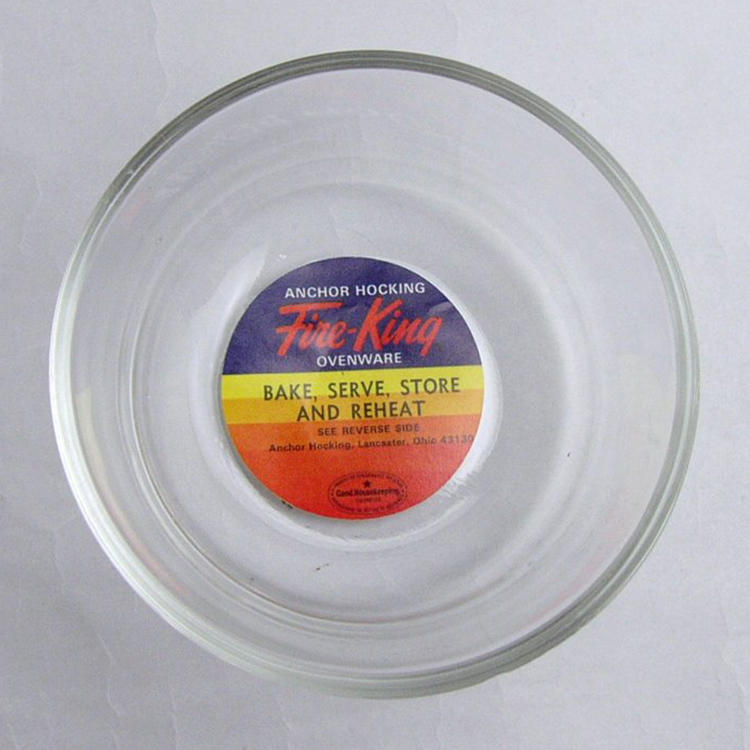 ANCHOR HOCKING
Fire-King
OVENWARE
BAKE, SERVE, STORE
AND REHEAT
SEE REVERSE SIDE
Anchor Hocking, Lancaster, Ohio 43130
Good Housekeeping